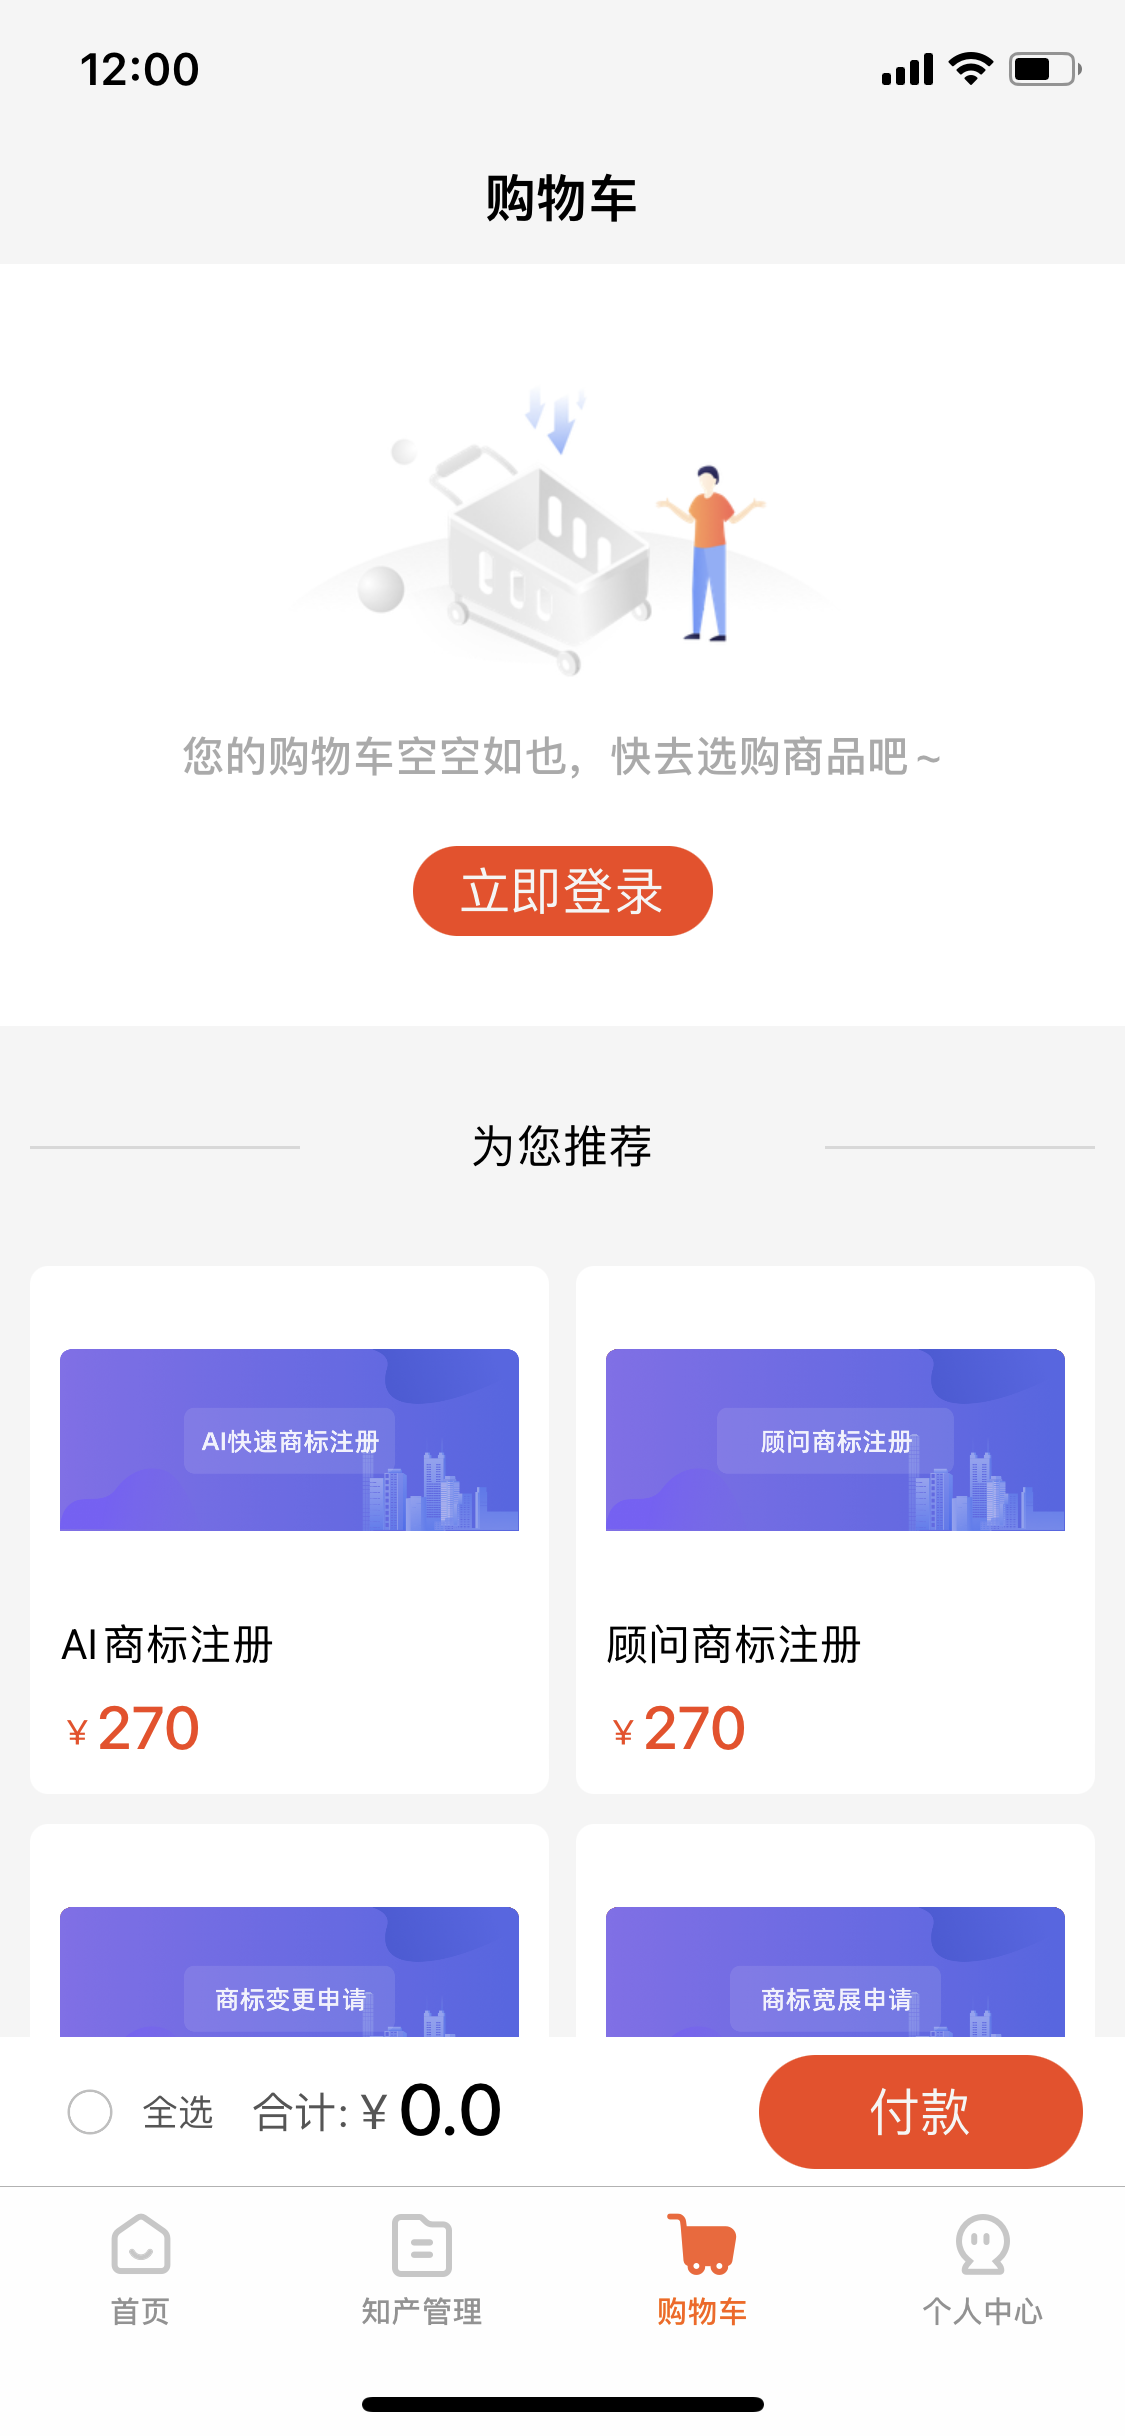 12:00
购物车
您的购物车空空如也，快去选购商品吧~
立即登录
为您推荐
AI快速商标注册
顾问商标注册
AI商标注册
顾问商标注册
¥270
¥270
商标变更申请
商标宽展申请
全选 合计:¥0.0
付款
首页
知产管理
购物车
个人中心